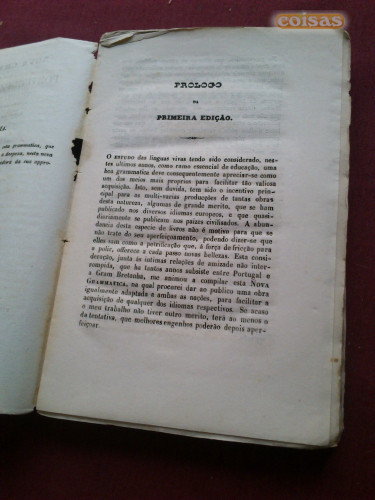 coisas
PROLOGO
DA
PRIMEIRA EDIÇÃO.
O ESTUDO das linguas vivas tendo sido considerado, nes-
tes ultimos annos, como ramo essencial de educação, uma
boa grammatica deve consequentemente apreciar-se como
um dos meios mais proprios para facilitar tão valiosa
acquisição. Isto, sem duvida, tem sido o incentivo prin-
cipal para as multi-varias producções de tantas obras
desta natureza, algumas de grande merito, que se hom
publicado nos diversos idiomas europeos, e que quasi
diariamente se publicam nos paizes civilisados. A abun-
dancia desta especie de livros não é motivo para que se
não trate do seu aperfeiçoamento, podendo dizer-se que
elles são como a petrificação que, á força de fricção para
a polir, offerece a cada passo novas bellezas. Esta consi-
deração, junta ás intimas relações de amizade não inter-
rompida, que ha tantos annos subsiste entre Portugal e
a Gram Bretanha, me animou a compilar esta NOVA
GRAMMATICA, na qual procurei dar ao publico uma obra
igualmente adaptada a ambas as nações, para facilitar a
acquisição de qualquer dos idiomas respectivos. Se acaso
o meu trabalho não tiver outro merito, terá ao menos o
da tentativa, que melhores engenhos poderão depois aper-
feiçoar.
grammatica, por